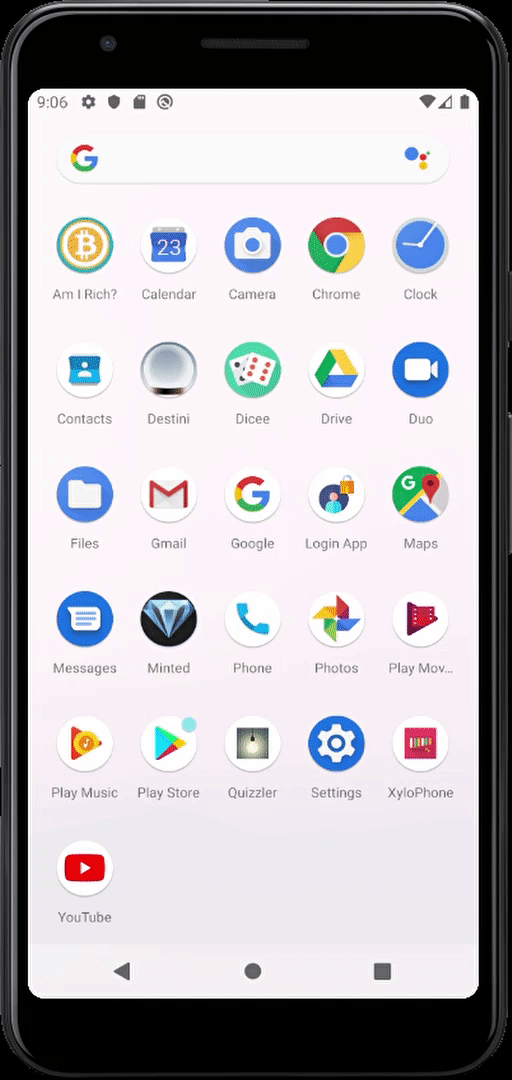 9:06
Am I Rich? Calendar Camera Chrome Clock
23
Contacts Destini Dicee Drive Duo
Files Gmail Google Login App Maps
Messages Minted Phone Photos Play Mov...
Play Music Play Store Quizzler Settings XyloPhone
YouTube